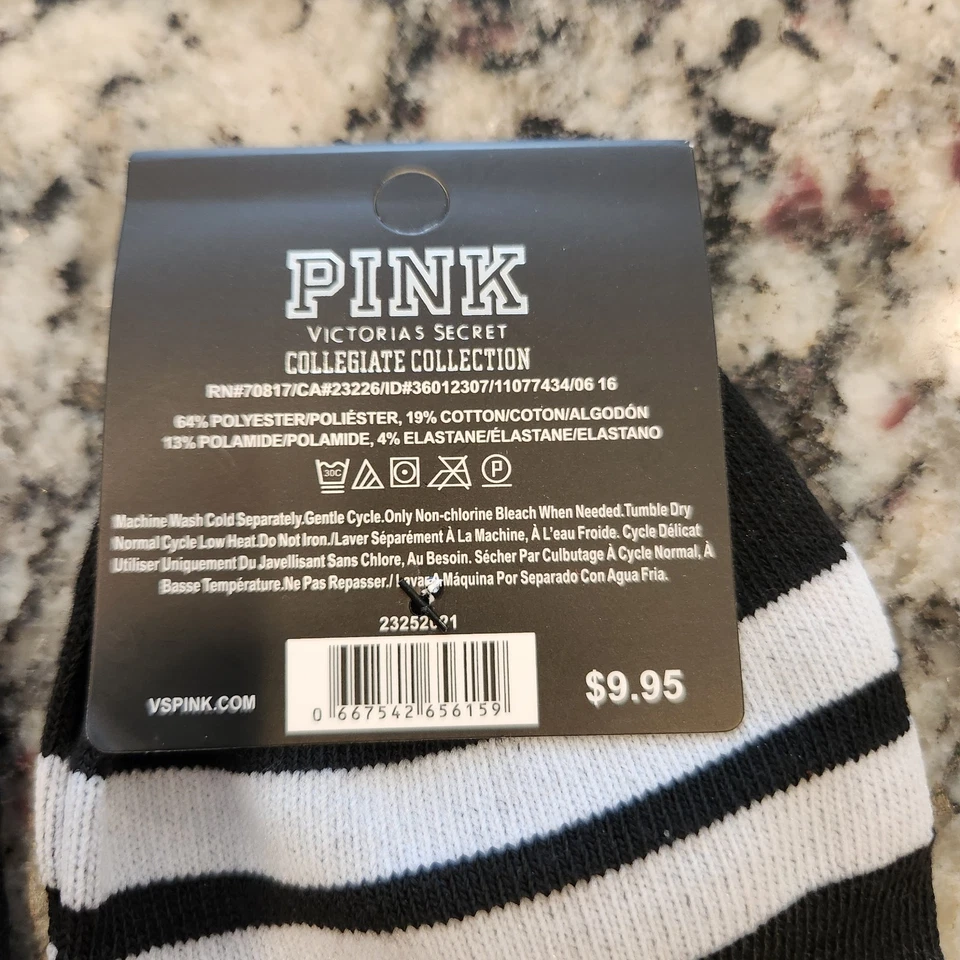 PINK
VICTORIAS SECRET
COLLEGIATE COLLECTION
RN#70817/CA#23226/ID#36012307/11077434/06 16
64% POLYESTER/POLIÉSTER, 19% COTTON/COTON/ALGODÓN
13% POLAMIDE/POLAMIDE, 4% ELASTANE/ÉLASTANE/ELASTANO
30C P
Machine Wash Cold Separately.Gentle Cycle.Only Non-chlorine Bleach When Needed.Tumble Dry
Normal Cycle Low Heat.Do Not Iron./Laver Séparément À La Machine, À L'eau Froide. Cycle Délicat
Utiliser Uniquement Du Javellisant Sans Chlore, Au Besoin. Sécher Par Culbutage À Cycle Normal, À
Basse Température.Ne Pas Repasser./ Máquina Por Separado Con Agua Fria.
VSPINK.COM
0 667542 656159
$9.95